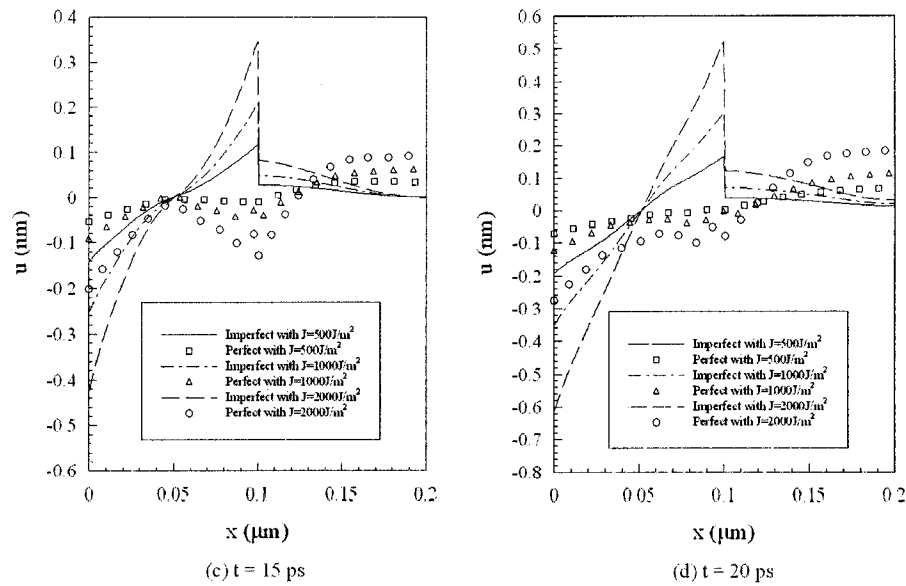 0.4
0.3
0.2
0.1
0
-0.1
-0.2
-0.3
-0.4
-0.5
0.6
u (nm)
Imperfect with J=500J/m²
Perfect with J=500J/m²
Imperfect with J=1000J/m²
Perfect with J=1000J/m²
Imperfect with J=2000J/m²
Perfect with J=2000J/m²
0 0.05 0.1 0.15 0.2
x (μm)
(c) t = 15 ps
0.6
0.5
0.4
0.3
0.2
0.1
0
-0.1
-0.2
-0.3
-0.4
-0.5
-0.6
-0.7
-0.8
u (nm)
Imperfect with J=500J/m²
Perfect with J=500J/m²
Imperfect with J=1000J/m²
Perfect with J=1000J/m²
Imperfect with J=2000J/m²
Perfect with J=2000J/m²
0 0.05 0.1 0.15 0.2
x (μm)
(d) t = 20 ps